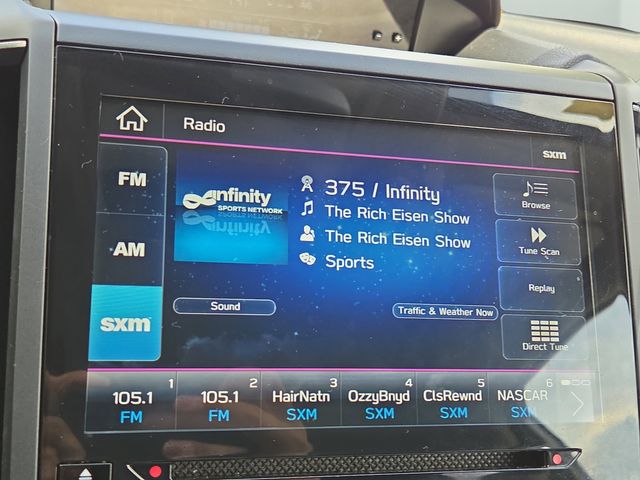 Radio
sxm
FM
AM
sxm
infinity
SPORTS NETWORK
375 / Infinity
The Rich Eisen Show
The Rich Eisen Show
Sports
Browse
Tune Scan
Replay
Direct Tune
Sound
Traffic & Weather Now
1
105.1
FM
2
105.1
FM
3
HairNatn
SXM
4
OzzyBnyd
SXM
5
ClsRewnd
SXM
6
NASCAR
SXM